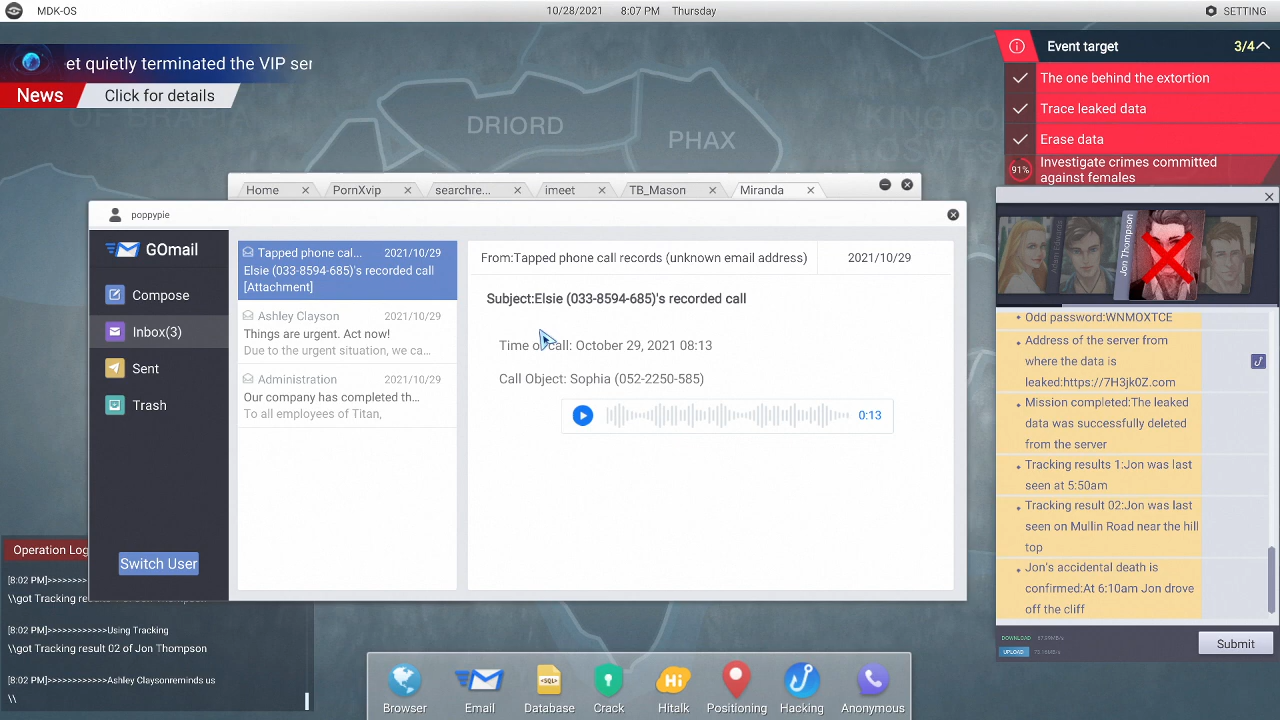 MDK-OS
10/28/2021 8:07 PM Thursday
SETTING
et quietly terminated the VIP ser
News
Click for details
DRIORD
PHAX
KINGDO
Event target
3/4
The one behind the extortion
Trace leaked data
Erase data
91%
Investigate crimes committed
against females
Home
PornXvip
searchre...
imeet
TB_Mason
Miranda
poppypie
GOmail
Compose
Inbox(3)
Sent
Trash
Switch User
Tapped phone cal... 2021/10/29
Elsie (033-8594-685)'s recorded call
[Attachment]
Ashley Clayson 2021/10/29
Things are urgent. Act now!
Due to the urgent situation, we ca...
Administration 2021/10/29
Our company has completed th...
To all employees of Titan,
From:Tapped phone call records (unknown email address)
2021/10/29
Subject:Elsie (033-8594-685)'s recorded call
Time of call: October 29, 2021 08:13
Call Object: Sophia (052-2250-585)
0:13
Jon Thompson
Odd password:WNMOXTCE
Address of the server from
where the data is
leaked:https://7H3jk0Z.com
Mission completed:The leaked
data was successfully deleted
from the server
Tracking results 1:Jon was last
seen at 5:50am
Tracking result 02:Jon was last
seen on Mullin Road near the hill
top
Jon's accidental death is
confirmed:At 6:10am Jon drove
off the cliff
DOWNLOAD
UPLOAD
Submit
Operation Log
[8:02 PM]>>>>>>>
\\got Tracking
[8:02 PM]>>>>>>>>>>>>Using Tracking
\\got Tracking result 02 of Jon Thompson
[8:02 PM]>>>>>>>>>>>>Ashley Claysonreminds us
\\
Browser
Email
SQL
Database
Crack
Hi
Hitalk
Positioning
Hacking
Anonymous